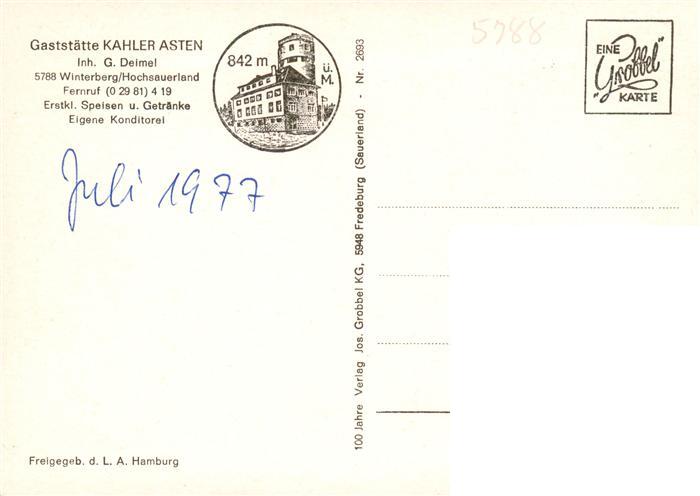 Gaststätte KAHLER ASTEN
Inh. G. Deimel
5788 Winterberg/Hochsauerland
Fernruf (0 29 81) 4 19
Erstkl. Speisen u. Getränke
Eigene Konditorei
842 m ü. M.
Juli 1977
Freigegeb. d. L. A. Hamburg
100 Jahre Verlag Jos. Grobbel KG, 5948 Fredeburg (Sauerland) - Nr. 2693
5788
EINE
"Grobbel"
KARTE